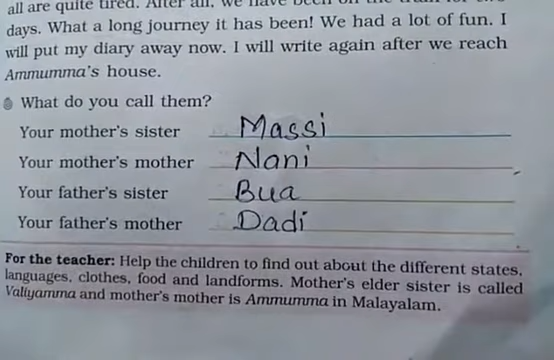 all are quite tired. After all, we have been on the train for two
days. What a long journey it has been! We had a lot of fun. I
will put my diary away now. I will write again after we reach
Ammumma's house.
What do you call them?
Your mother's sister Massi
Your mother's mother Nani
Your father's sister Bua
Your father's mother Dadi
For the teacher: Help the children to find out about the different states,
languages, clothes, food and landforms. Mother's elder sister is called
Valiyamma and mother's mother is Ammumma in Malayalam.